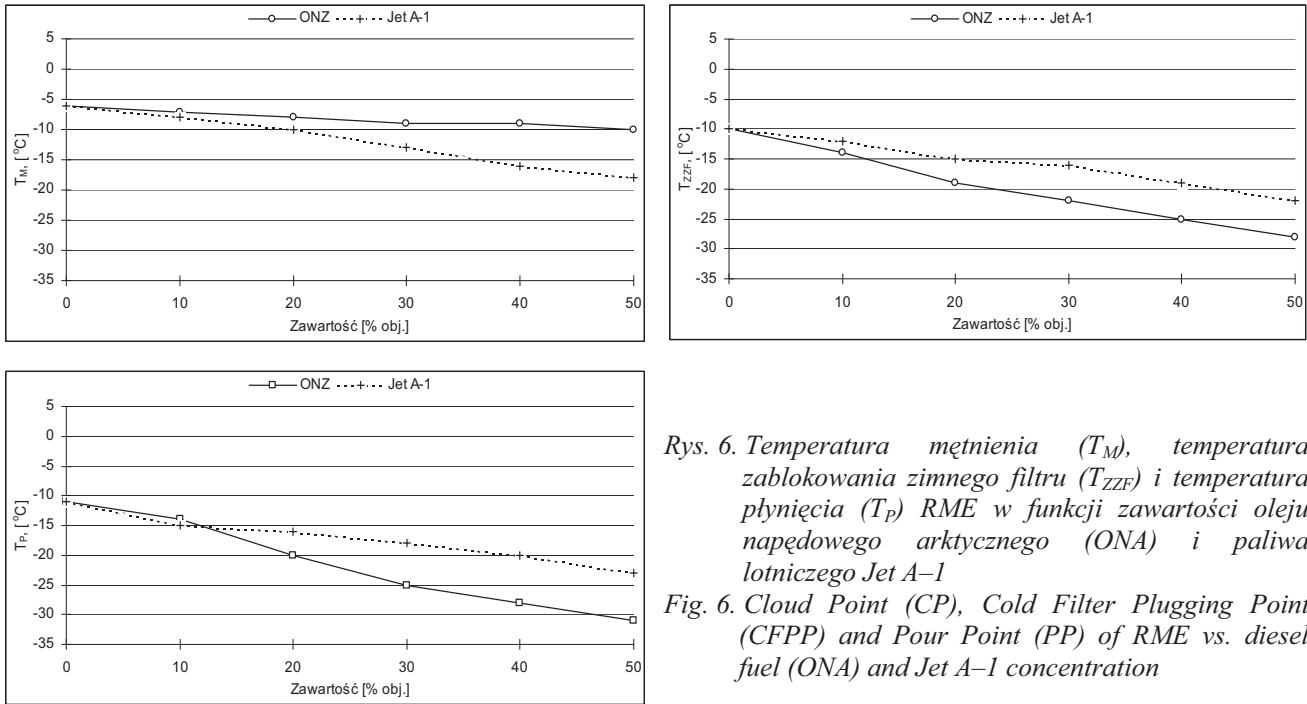 ONZ Jet A-1
5
0
-5
-10
-15
-20
-25
-30
-35
T_M, [ °C]
0 10 20 30 40 50
Zawartość [% obj.]
ONZ Jet A-1
5
0
-5
-10
-15
-20
-25
-30
-35
T_ZZF, [ °C]
0 10 20 30 40 50
Zawartość [% obj.]
ONZ Jet A-1
5
0
-5
-10
-15
-20
-25
-30
-35
T_P, [ °C]
0 10 20 30 40 50
Zawartość [% obj.]
Rys. 6. Temperatura mętnienia (T_M), temperatura
zablokowania zimnego filtru (T_ZZF) i temperatura
płynięcia (T_P) RME w funkcji zawartości oleju
napędowego arktycznego (ONA) i paliwa
lotniczego Jet A–1
Fig. 6. Cloud Point (CP), Cold Filter Plugging Point
(CFPP) and Pour Point (PP) of RME vs. diesel
fuel (ONA) and Jet A–1 concentration